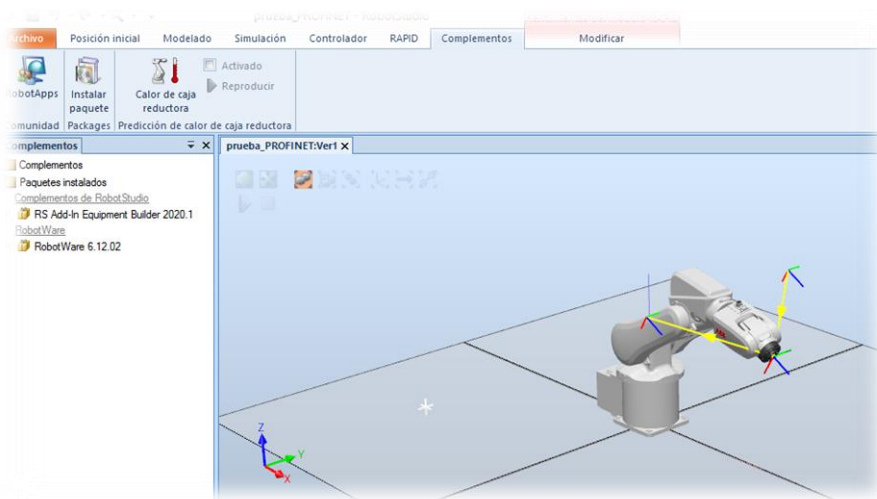 prueba_PROFINET - RobotStudio
Archivo Posición inicial Modelado Simulación Controlador RAPID Complementos Modificar
Activado
Reproducir
RobotApps Instalar paquete Calor de caja reductora
Comunidad Packages Predicción de calor de caja reductora
Complementos prueba_PROFINET:Ver1
Complementos
Paquetes instalados
Complementos de RobotStudio
RS Add-In Equipment Builder 2020.1
RobotWare
RobotWare 6.12.02
Z
Y
X